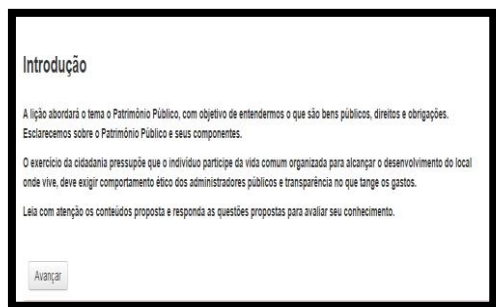 Introdução
A lição abordará o tema o Patrimônio Público, com objetivo de entendermos o que são bens públicos, direitos e obrigações.
Esclarecemos sobre o Patrimônio Público e seus componentes.
O exercício da cidadania pressupõe que o indivíduo participe da vida comum organizada para alcançar o desenvolvimento do local
onde vive, deve exigir comportamento ético dos administradores públicos e transparência no que tange os gastos.
Leia com atenção os conteúdos proposta e responda as questões propostas para avaliar seu conhecimento.
Avançar